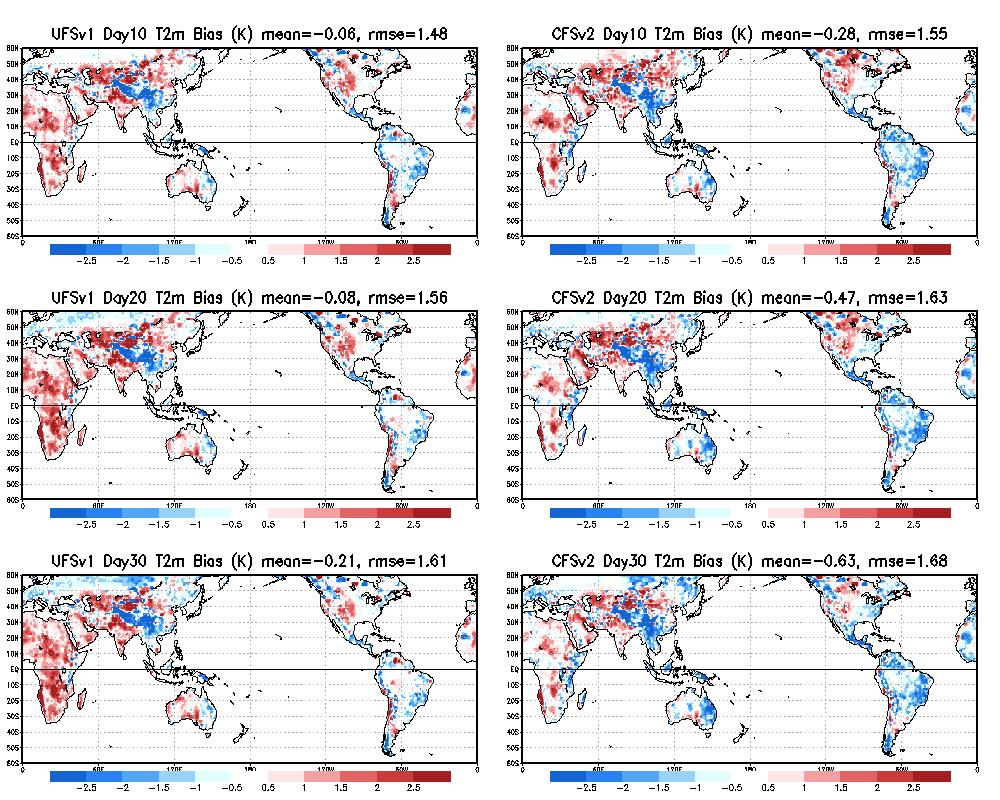 UFSv1 Day10 T2m Bias (K) mean=-0.06, rmse=1.48
60N
50N
40N
30N
20N
10N
EQ
10S
20S
30S
40S
50S
60S
0 60E 120E 180 120W 60W 0
-2.5 -2 -1.5 -1 -0.5 0.5 1 1.5 2 2.5
CFSv2 Day10 T2m Bias (K) mean=-0.28, rmse=1.55
60N
50N
40N
30N
20N
10N
EQ
10S
20S
30S
40S
50S
60S
0 60E 120E 180 120W 60W 0
-2.5 -2 -1.5 -1 -0.5 0.5 1 1.5 2 2.5
UFSv1 Day20 T2m Bias (K) mean=-0.08, rmse=1.56
60N
50N
40N
30N
20N
10N
EQ
10S
20S
30S
40S
50S
60S
0 60E 120E 180 120W 60W 0
-2.5 -2 -1.5 -1 -0.5 0.5 1 1.5 2 2.5
CFSv2 Day20 T2m Bias (K) mean=-0.47, rmse=1.63
60N
50N
40N
30N
20N
10N
EQ
10S
20S
30S
40S
50S
60S
0 60E 120E 180 120W 60W 0
-2.5 -2 -1.5 -1 -0.5 0.5 1 1.5 2 2.5
UFSv1 Day30 T2m Bias (K) mean=-0.21, rmse=1.61
60N
50N
40N
30N
20N
10N
EQ
10S
20S
30S
40S
50S
60S
0 60E 120E 180 120W 60W 0
-2.5 -2 -1.5 -1 -0.5 0.5 1 1.5 2 2.5
CFSv2 Day30 T2m Bias (K) mean=-0.63, rmse=1.68
60N
50N
40N
30N
20N
10N
EQ
10S
20S
30S
40S
50S
60S
0 60E 120E 180 120W 60W 0
-2.5 -2 -1.5 -1 -0.5 0.5 1 1.5 2 2.5